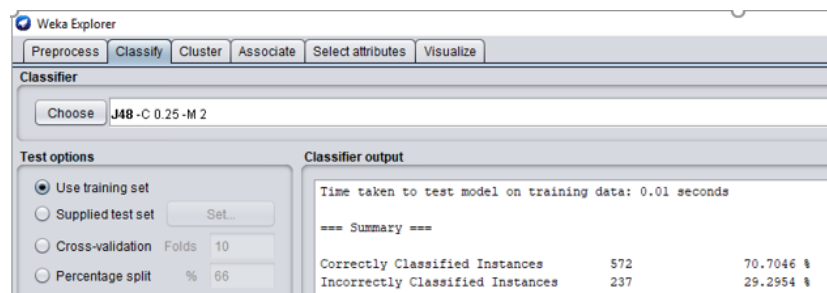 Weka Explorer
Preprocess Classify Cluster Associate Select attributes Visualize
Classifier
Choose J48 -C 0.25 -M 2
Test options
Use training set
Supplied test set Set...
Cross-validation Folds 10
Percentage split % 66
Classifier output
Time taken to test model on training data: 0.01 seconds
=== Summary ===
Correctly Classified Instances 572 70.7046 %
Incorrectly Classified Instances 237 29.2954 %